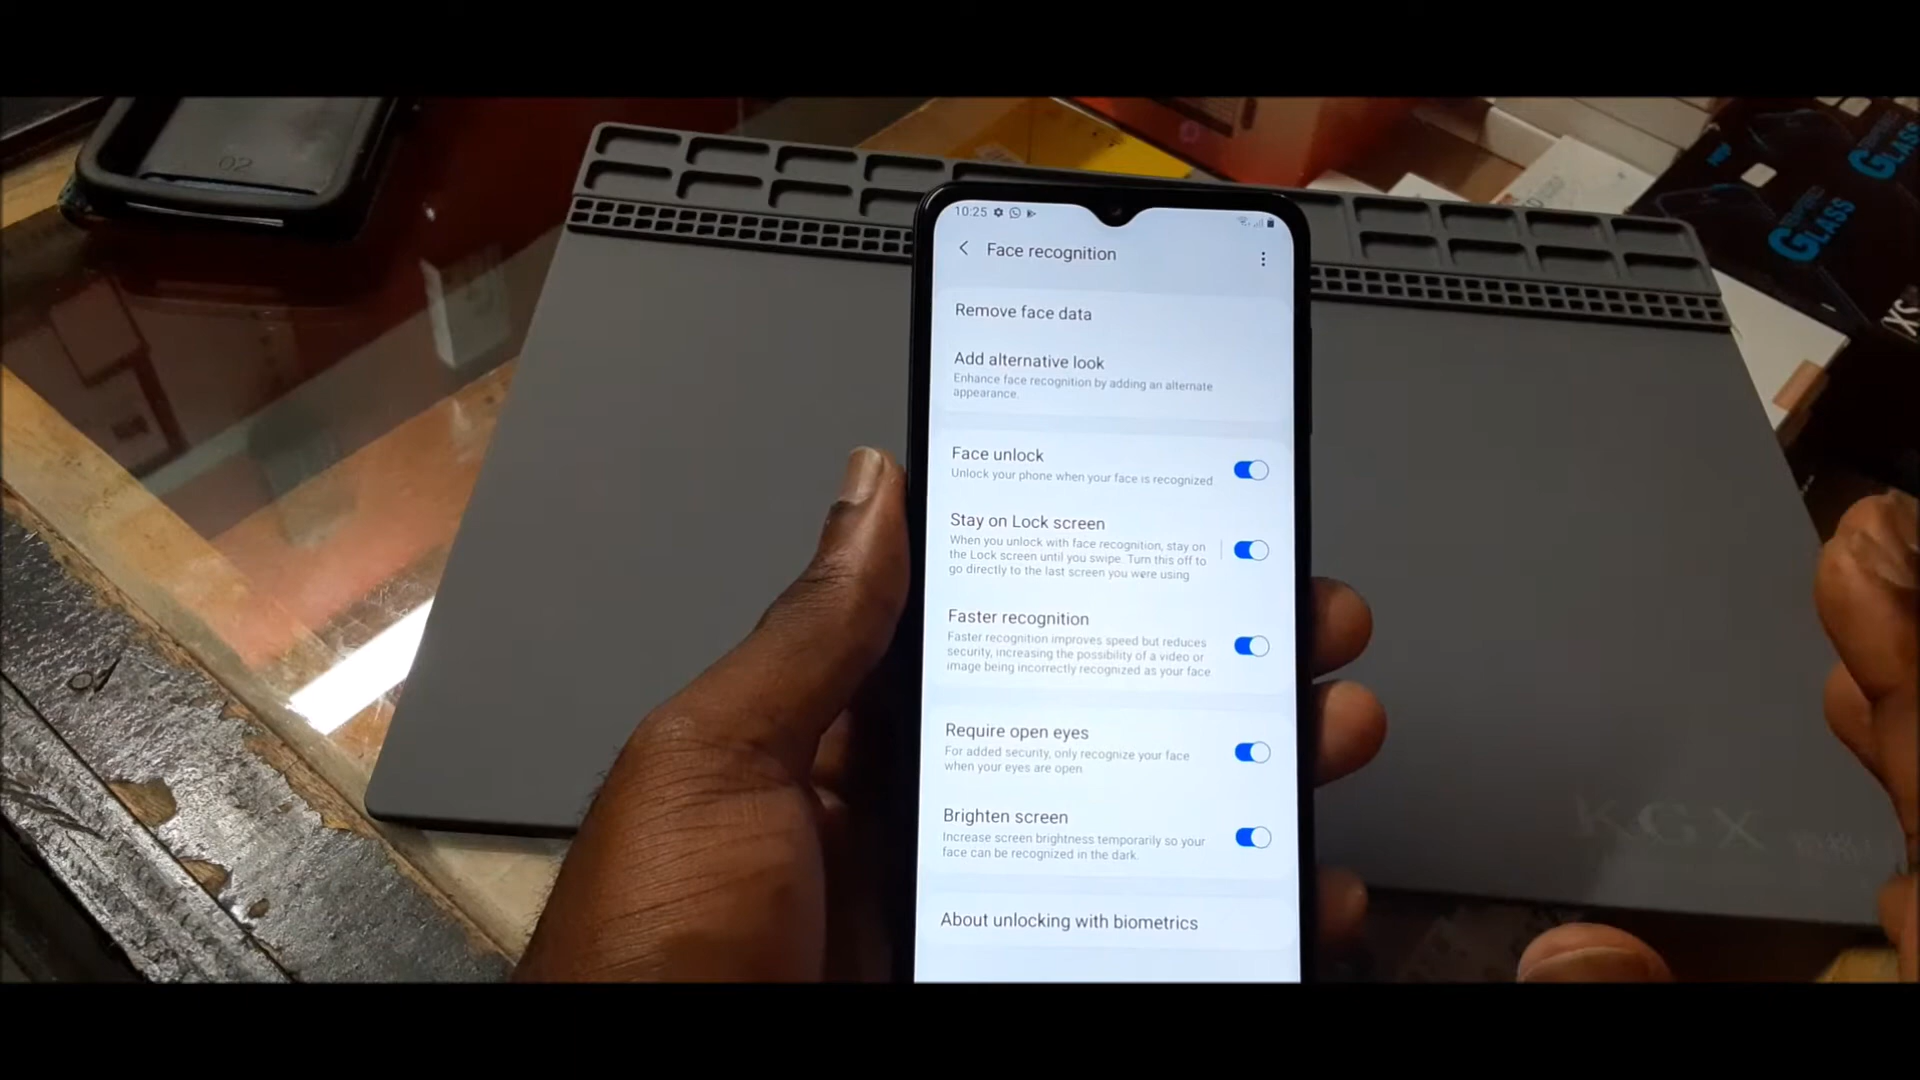 02
TEMPERED
GLASS
GLASS
10:25
Face recognition
Remove face data
Add alternative look
Enhance face recognition by adding an alternate
appearance.
Face unlock
Unlock your phone when your face is recognized
Stay on Lock screen
When you unlock with face recognition, stay on
the Lock screen until you swipe. Turn this off to
go directly to the last screen you were using
Faster recognition
Faster recognition improves speed but reduces
security, increasing the possibility of a video or
image being incorrectly recognized as your face
Require open eyes
For added security, only recognize your face
when your eyes are open
Brighten screen
Increase screen brightness temporarily so your
face can be recognized in the dark.
About unlocking with biometrics
KGX